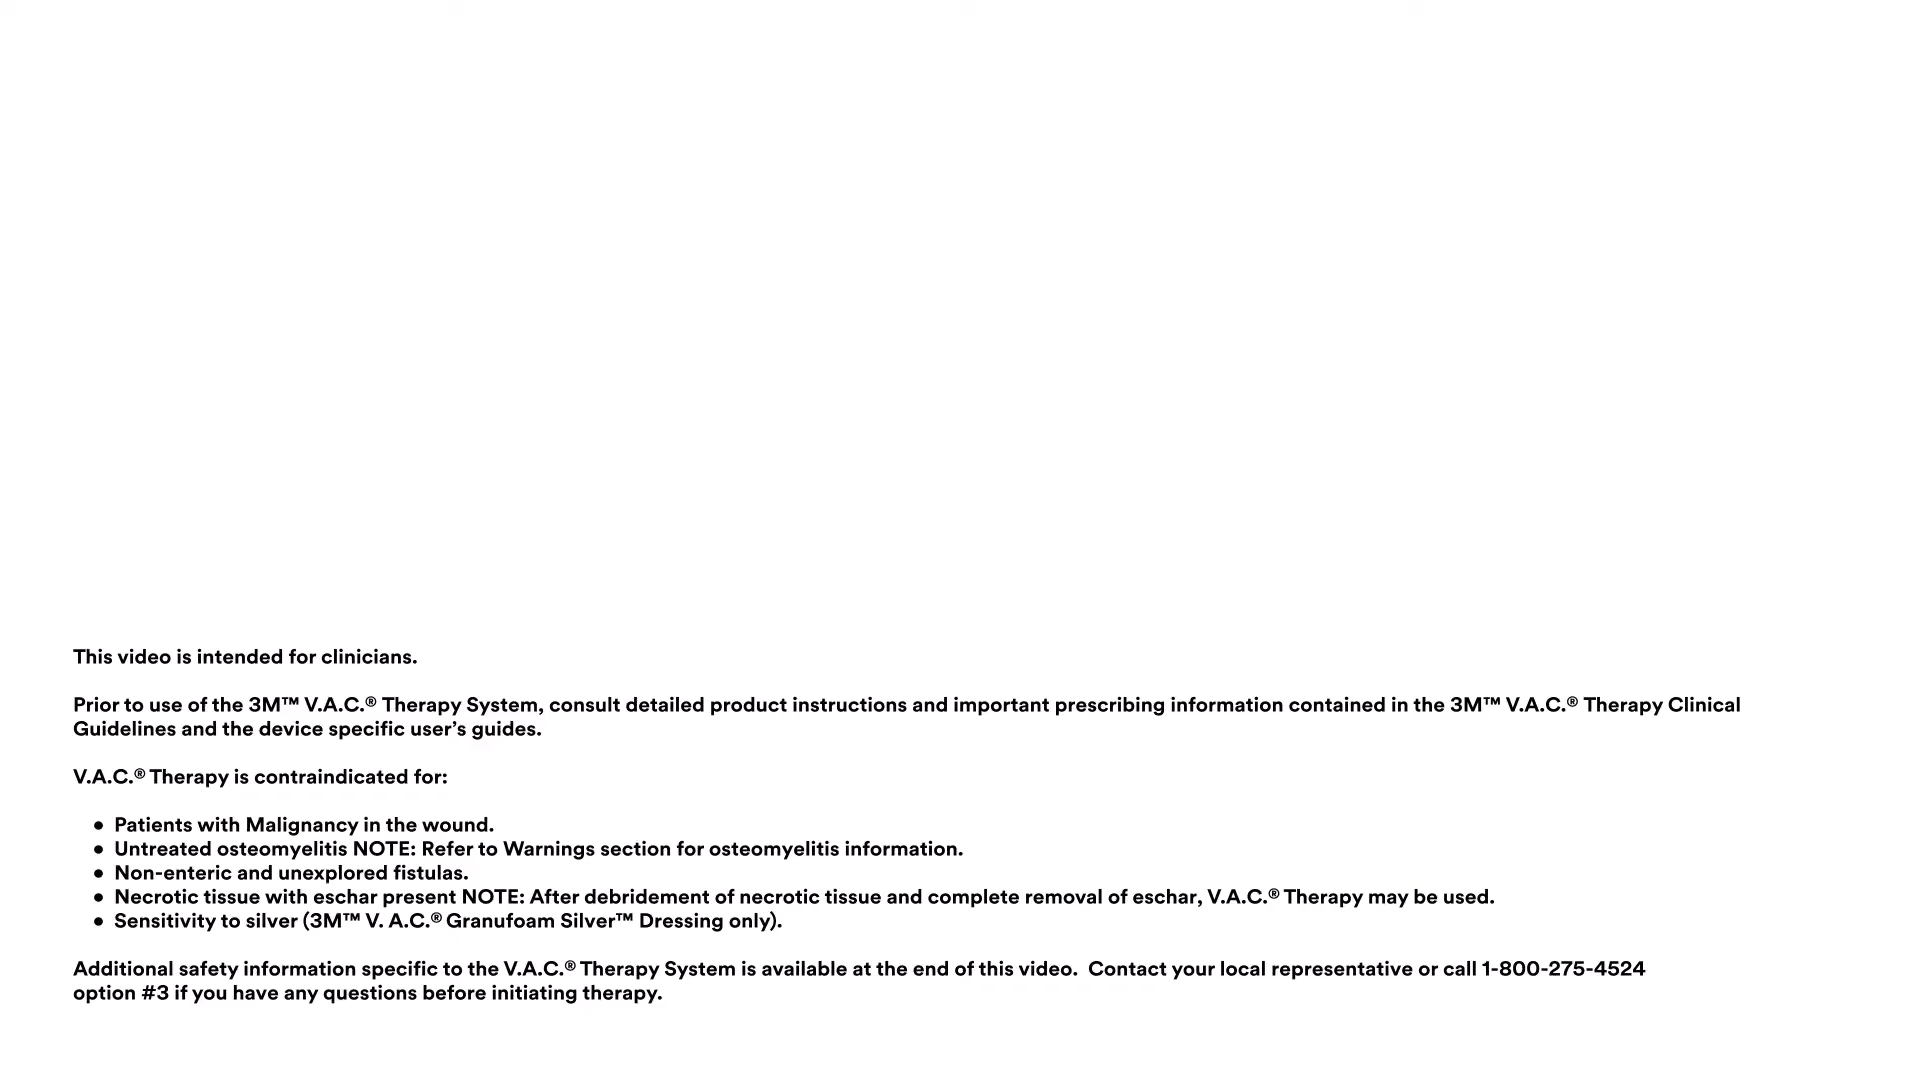 This video is intended for clinicians.
Prior to use of the 3M™ V.A.C.® Therapy System, consult detailed product instructions and important prescribing information contained in the 3M™ V.A.C.® Therapy Clinical
Guidelines and the device specific user’s guides.
V.A.C.® Therapy is contraindicated for:
● Patients with Malignancy in the wound.
● Untreated osteomyelitis NOTE: Refer to Warnings section for osteomyelitis information.
● Non-enteric and unexplored fistulas.
● Necrotic tissue with eschar present NOTE: After debridement of necrotic tissue and complete removal of eschar, V.A.C.® Therapy may be used.
● Sensitivity to silver (3M™ V. A.C.® Granufoam Silver™ Dressing only).
Additional safety information specific to the V.A.C.® Therapy System is available at the end of this video.  Contact your local representative or call 1-800-275-4524
option #3 if you have any questions before initiating therapy.